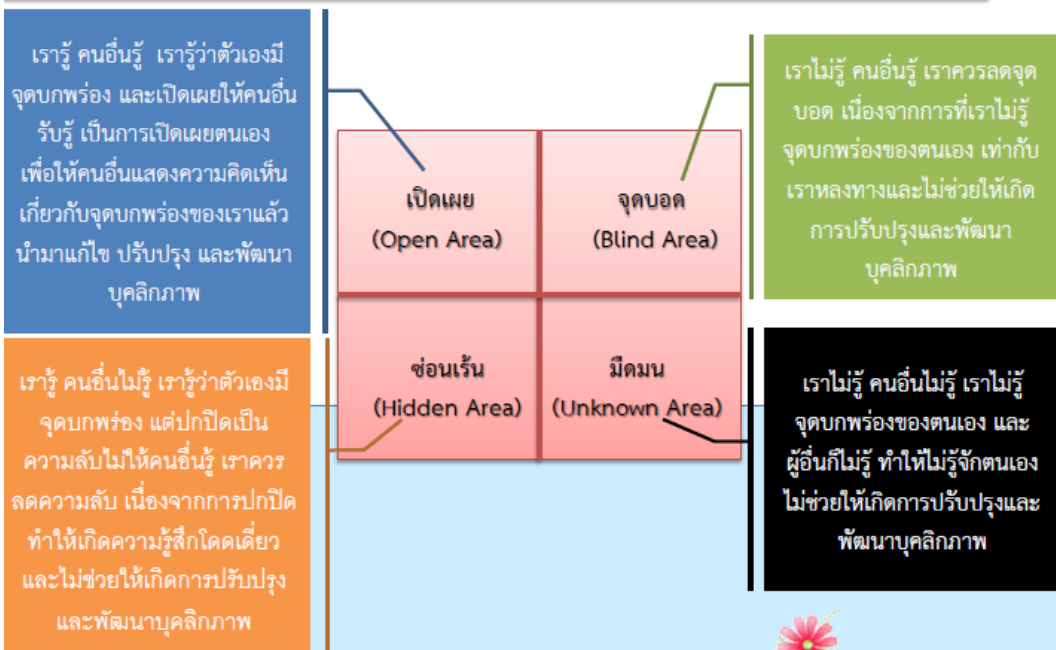 เรารู้ คนอื่นรู้ เรารู้ว่าตัวเองมี
จุดบกพร่อง และเปิดเผยให้คนอื่น
รับรู้ เป็นการเปิดเผยตนเอง
เพื่อให้คนอื่นแสดงความคิดเห็น
เกี่ยวกับจุดบกพร่องของเราแล้ว
นำมาแก้ไข ปรับปรุง และพัฒนา
บุคลิกภาพ
เราไม่รู้ คนอื่นรู้ เราควรลดจุด
บอด เนื่องจากการที่เราไม่รู้
จุดบกพร่องของตนเอง เท่ากับ
เราหลงทางและไม่ช่วยให้เกิด
การปรับปรุงและพัฒนา
บุคลิกภาพ
เปิดเผย
(Open Area)
จุดบอด
(Blind Area)
ซ่อนเร้น
(Hidden Area)
มืดมน
(Unknown Area)
เรารู้ คนอื่นไม่รู้ เรารู้ว่าตัวเองมี
จุดบกพร่อง แต่ปกปิดเป็น
ความลับไม่ให้คนอื่นรู้ เราควร
ลดความลับ เนื่องจากการปกปิด
ทำให้เกิดความรู้สึกโดดเดี่ยว
และไม่ช่วยให้เกิดการปรับปรุง
และพัฒนาบุคลิกภาพ
เราไม่รู้ คนอื่นไม่รู้ เราไม่รู้
จุดบกพร่องของตนเอง และ
ผู้อื่นก็ไม่รู้ ทำให้ไม่รู้จักตนเอง
ไม่ช่วยให้เกิดการปรับปรุงและ
พัฒนาบุคลิกภาพ